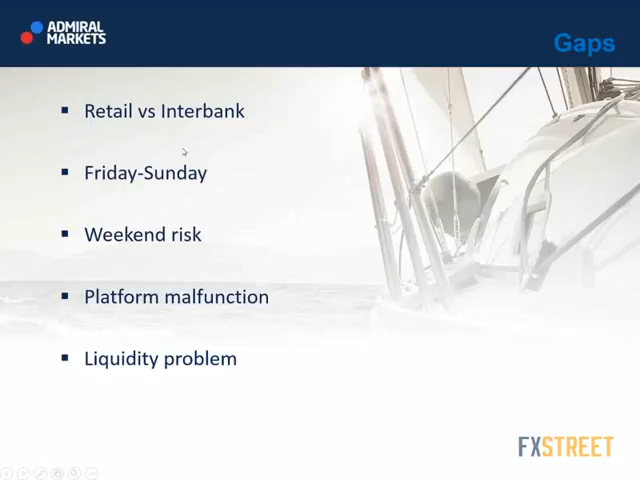 ADMIRAL
MARKETS
Gaps
▪ Retail vs Interbank
▪ Friday-Sunday
▪ Weekend risk
▪ Platform malfunction
▪ Liquidity problem
FXSTREET